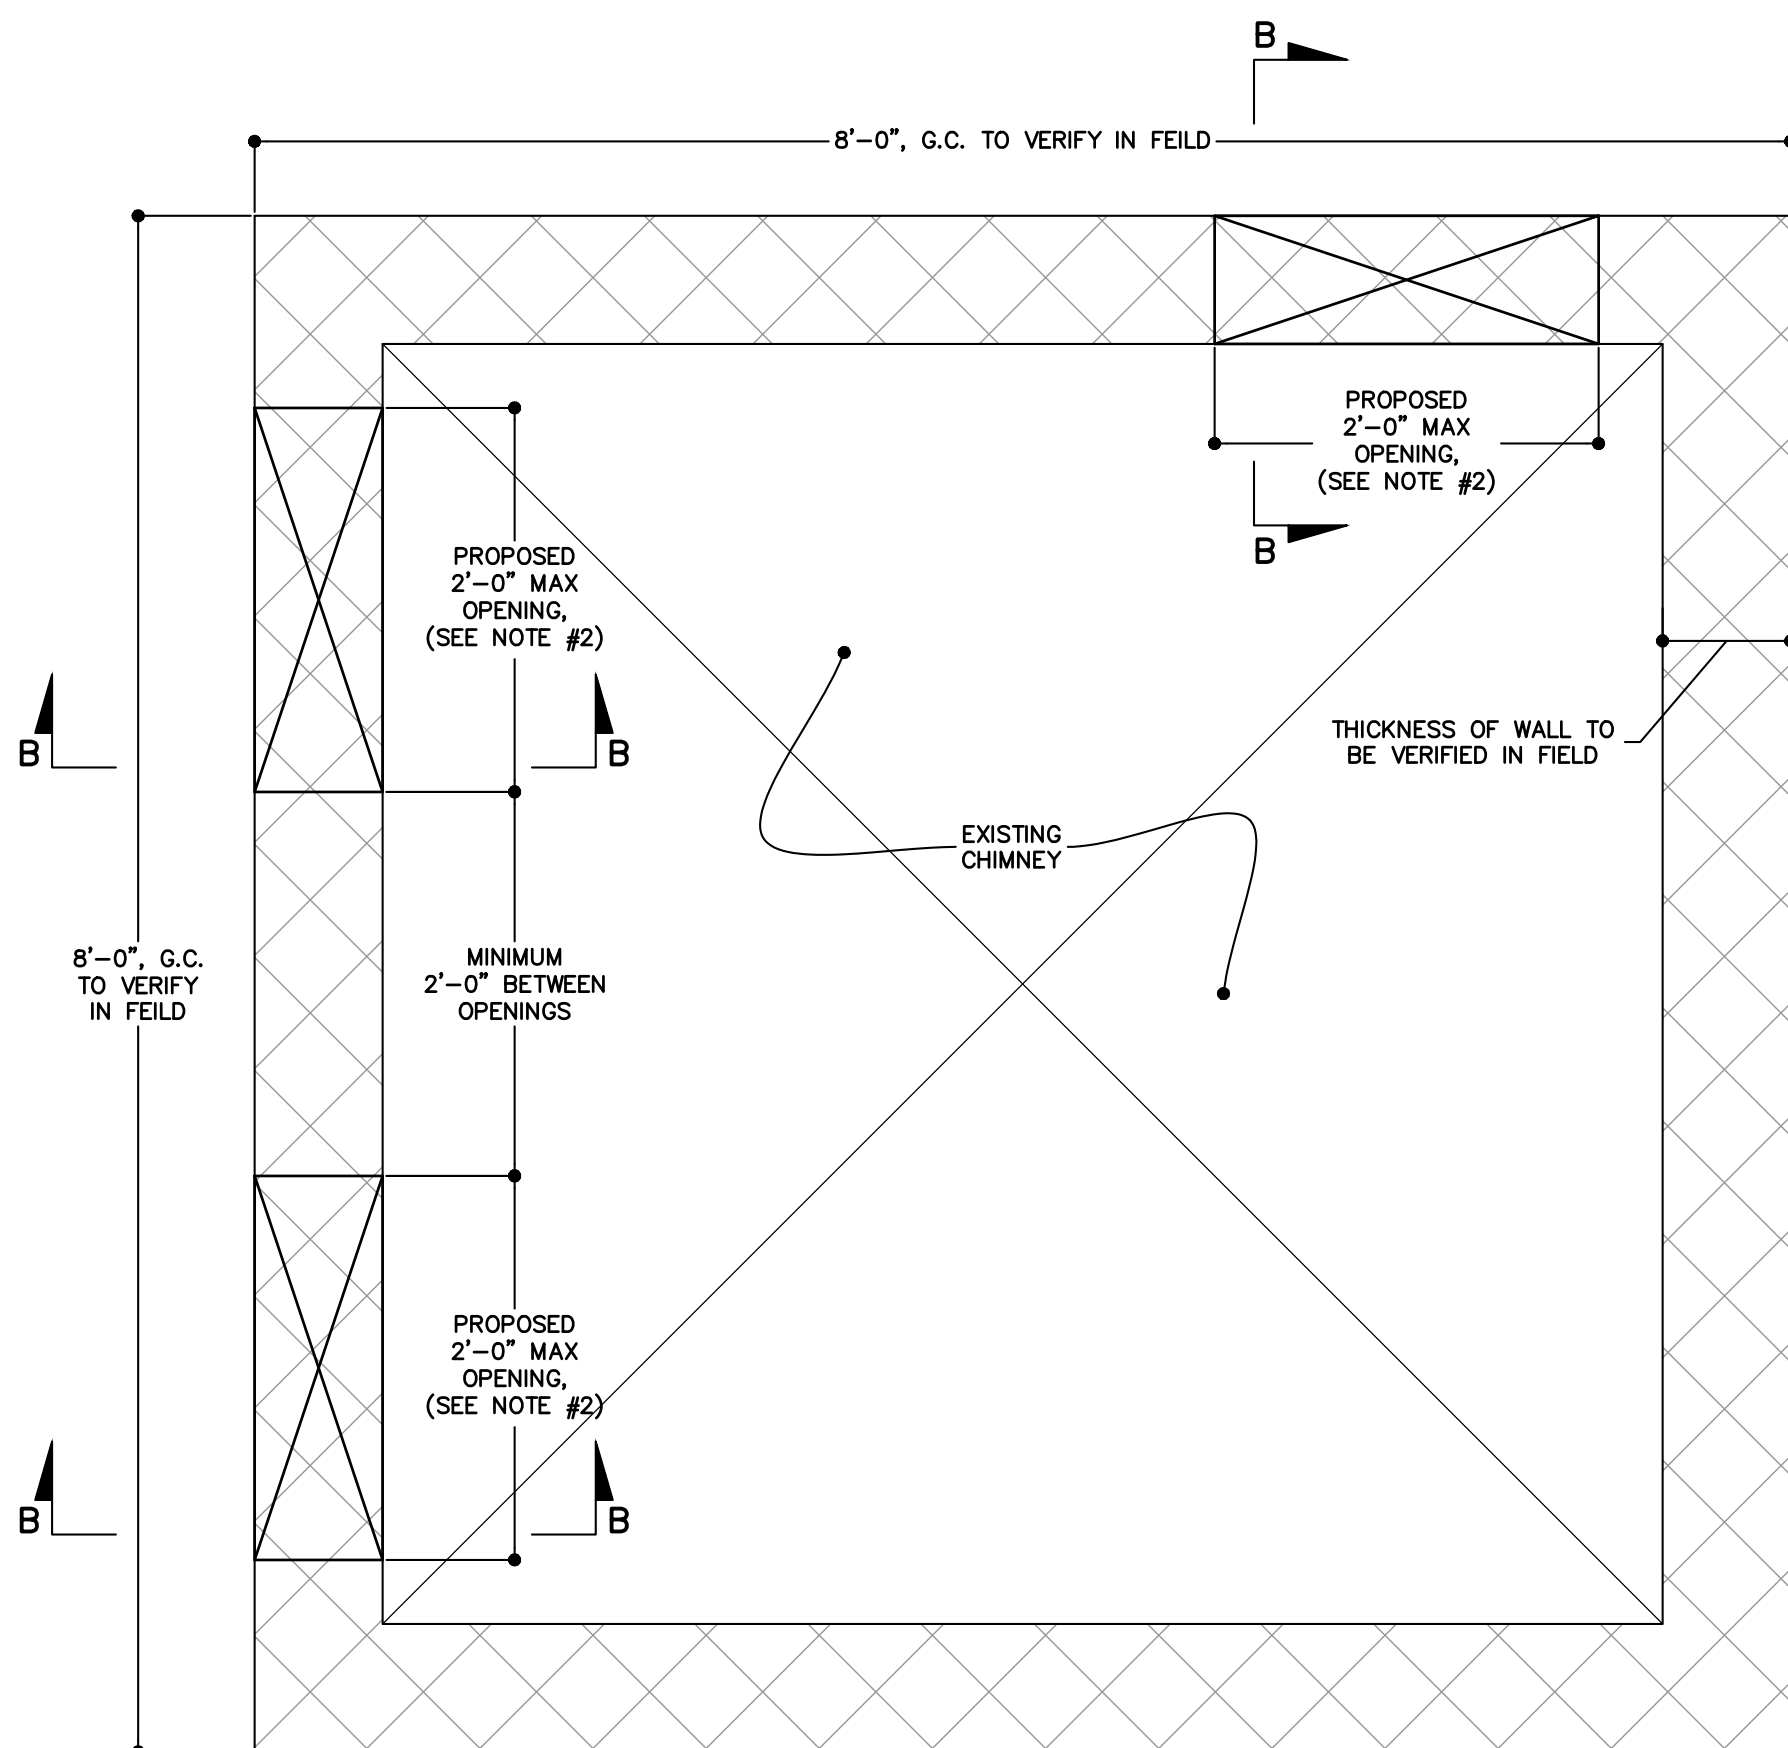 B
8'-0", G.C. TO VERIFY IN FEILD
PROPOSED
2'-0" MAX
OPENING,
(SEE NOTE #2)
B
PROPOSED
2'-0" MAX
OPENING,
(SEE NOTE #2)
B
B
THICKNESS OF WALL TO
BE VERIFIED IN FIELD
EXISTING
CHIMNEY
8'-0", G.C.
TO VERIFY
IN FEILD
MINIMUM
2'-0" BETWEEN
OPENINGS
PROPOSED
2'-0" MAX
OPENING,
(SEE NOTE #2)
B
B